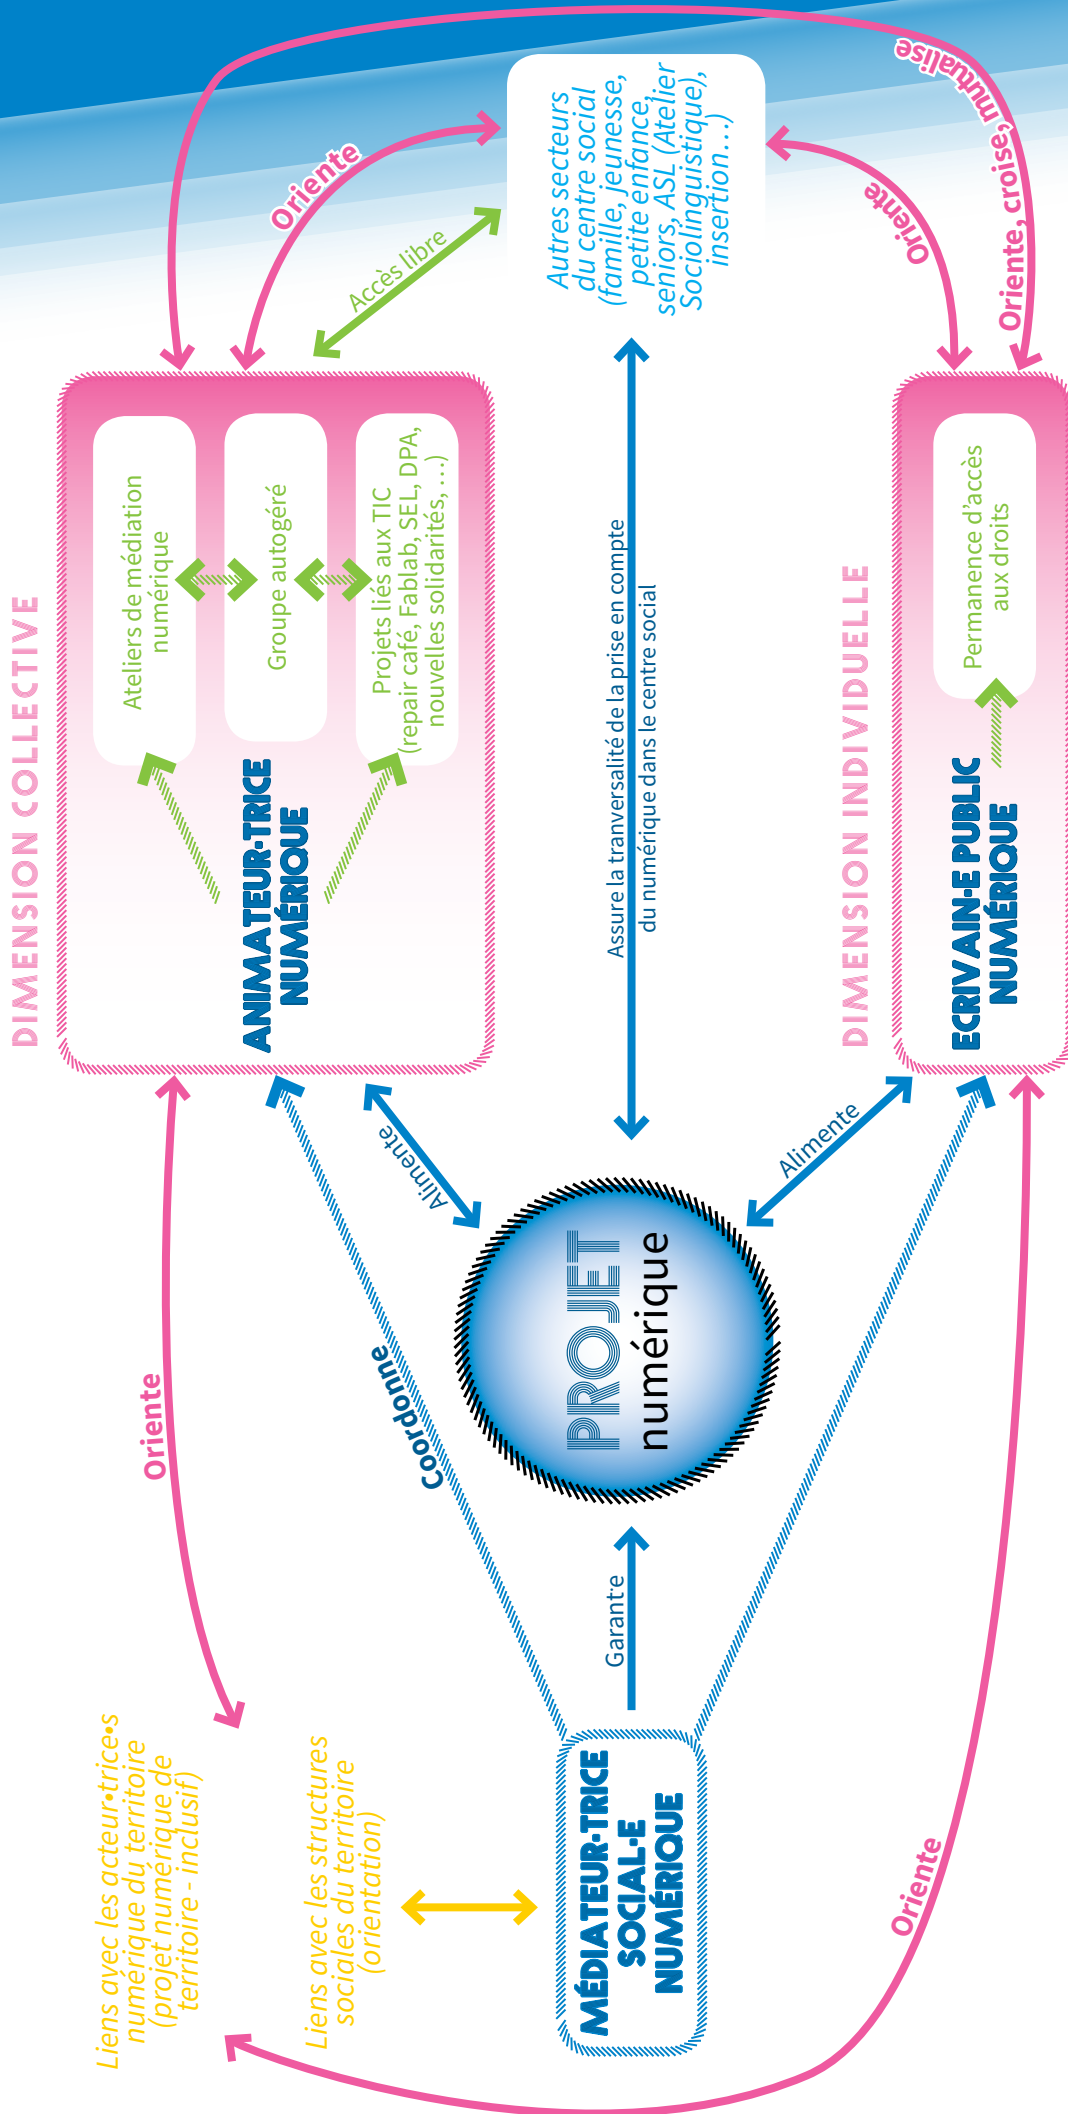 Liens avec les acteur•trice•s
numérique du territoire
(projet numérique de
territoire - inclusif)
Liens avec les structures
sociales du territoire
(orientation)
MÉDIATEUR·TRICE
SOCIAL·E
NUMÉRIQUE
Oriente
Coordonne
Garant·e
Oriente
PROJET
numérique
Alimente
Alimente
DIMENSION COLLECTIVE
ANIMATEUR·TRICE
NUMÉRIQUE
Ateliers de médiation
numérique
Groupe autogéré
Projets liés aux TIC
(repair café, Fablab, SEL, DPA,
nouvelles solidarités, …)
Assure la tranversalité de la prise en compte
du numérique dans le centre social
DIMENSION INDIVIDUELLE
ECRIVAIN·E PUBLIC
NUMÉRIQUE
Permanence d’accès
aux droits
Oriente
Accès libre
Autres secteurs
du centre social
(famille, jeunesse,
petite enfance,
seniors, ASL (Atelier
Sociolinguistique),
insertion…)
Oriente
Oriente, croise, mutualise